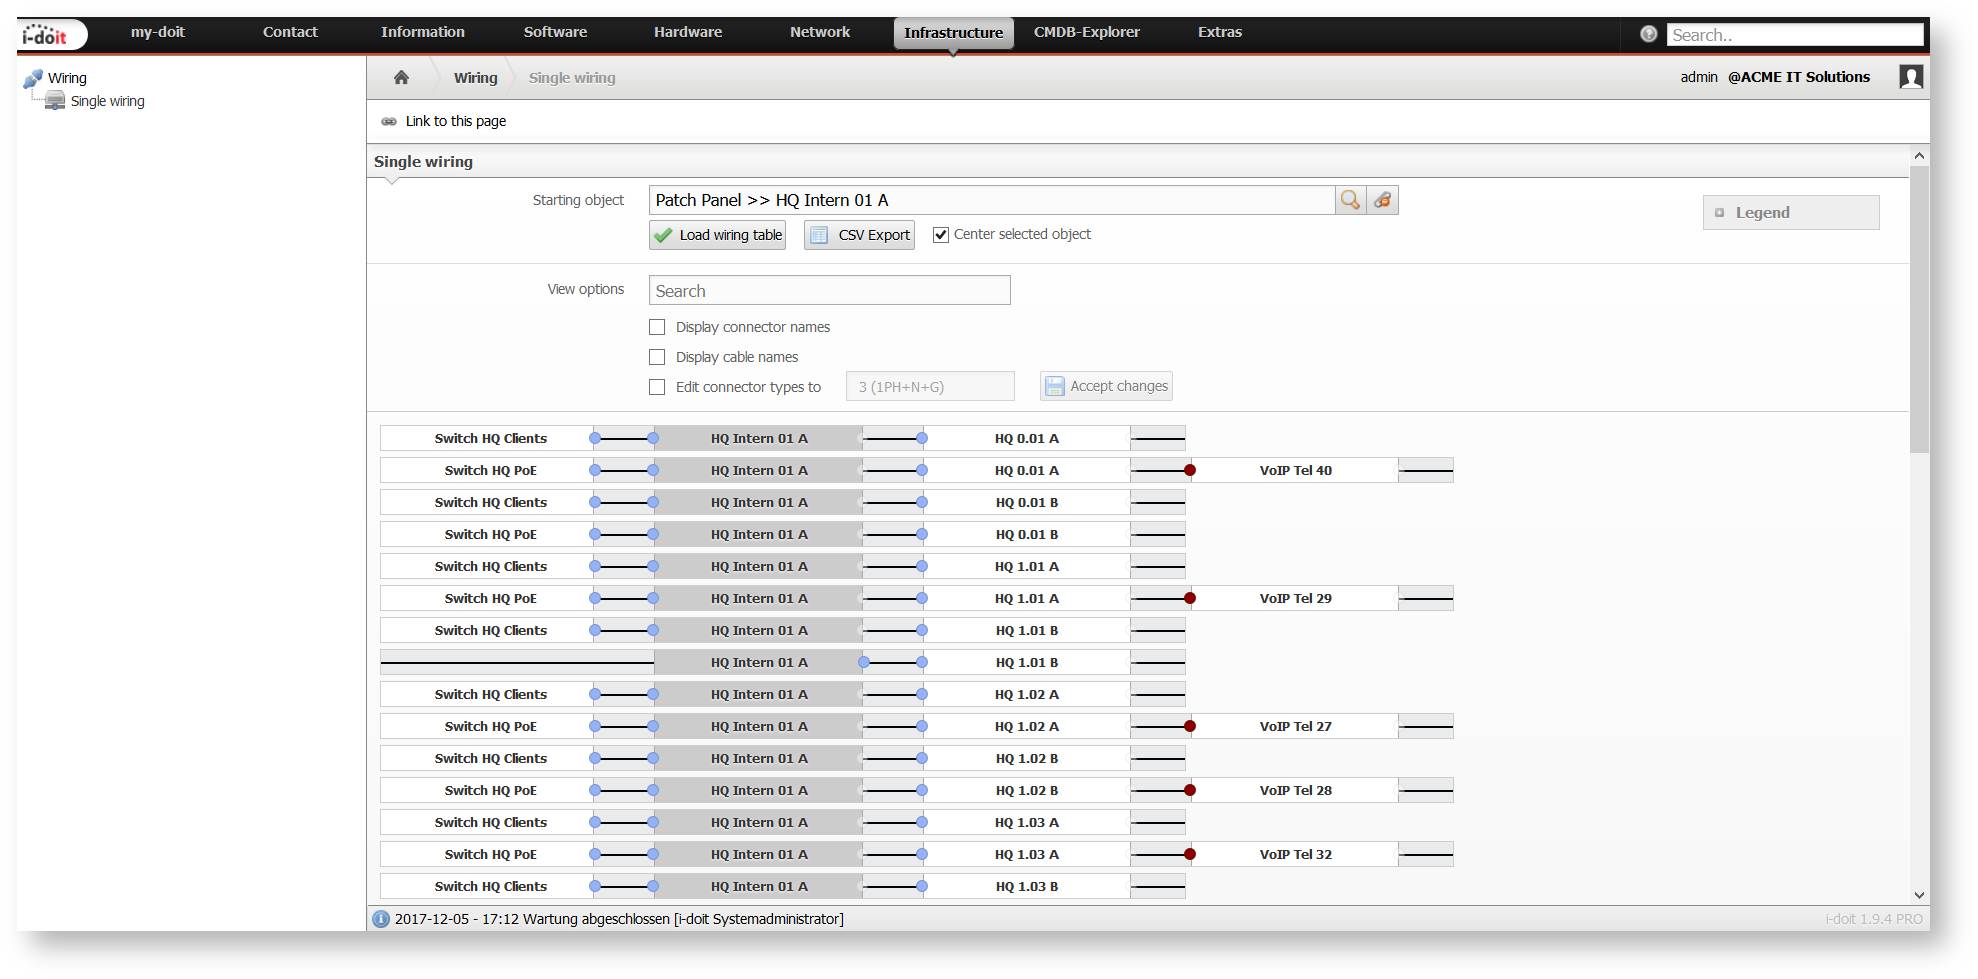 i-doit my-doit Contact Information Software Hardware Network Infrastructure CMDB-Explorer Extras Search..
Wiring
Single wiring
Wiring Single wiring admin @ACME IT Solutions
Link to this page
Single wiring
Starting object Patch Panel >> HQ Intern 01 A
Legend
Load wiring table CSV Export Center selected object
View options Search
Display connector names
Display cable names
Edit connector types to 3 (1PH+N+G) Accept changes
Switch HQ Clients HQ Intern 01 A HQ 0.01 A
Switch HQ PoE HQ Intern 01 A HQ 0.01 A VoIP Tel 40
Switch HQ Clients HQ Intern 01 A HQ 0.01 B
Switch HQ PoE HQ Intern 01 A HQ 0.01 B
Switch HQ Clients HQ Intern 01 A HQ 1.01 A
Switch HQ PoE HQ Intern 01 A HQ 1.01 A VoIP Tel 29
Switch HQ Clients HQ Intern 01 A HQ 1.01 B
HQ Intern 01 A HQ 1.01 B
Switch HQ Clients HQ Intern 01 A HQ 1.02 A
Switch HQ PoE HQ Intern 01 A HQ 1.02 A VoIP Tel 27
Switch HQ Clients HQ Intern 01 A HQ 1.02 B
Switch HQ PoE HQ Intern 01 A HQ 1.02 B VoIP Tel 28
Switch HQ Clients HQ Intern 01 A HQ 1.03 A
Switch HQ PoE HQ Intern 01 A HQ 1.03 A VoIP Tel 32
Switch HQ Clients HQ Intern 01 A HQ 1.03 B
2017-12-05 - 17:12 Wartung abgeschlossen [i-doit Systemadministrator] i-doit 1.9.4 PRO